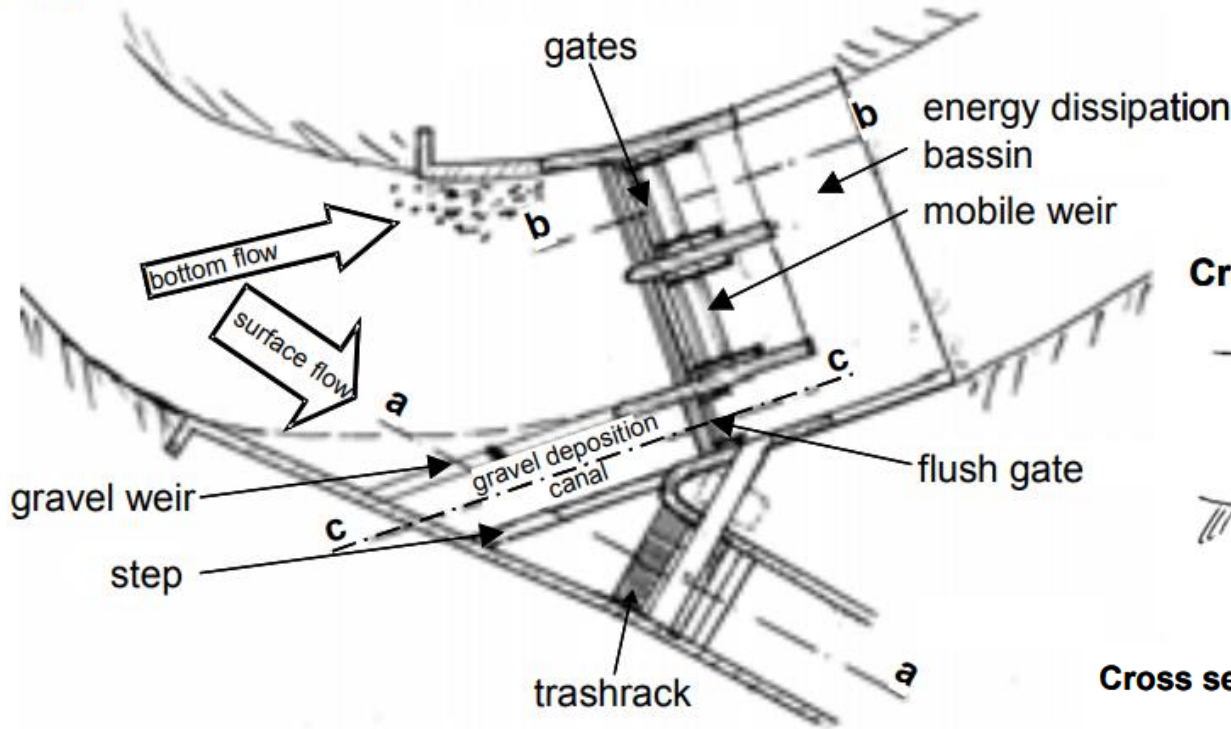 gates
b
energy dissipation
bassin
mobile weir
b
bottom flow
surface flow
Cr
a
c
gravel deposition
canal
gravel weir
flush gate
c
step
trashrack
a
Cross se